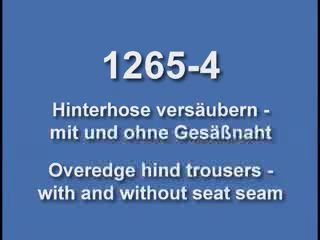 1265-4
Hinterhose versäubern -
mit und ohne Gesäßnaht
Overedge hind trousers -
with and without seat seam